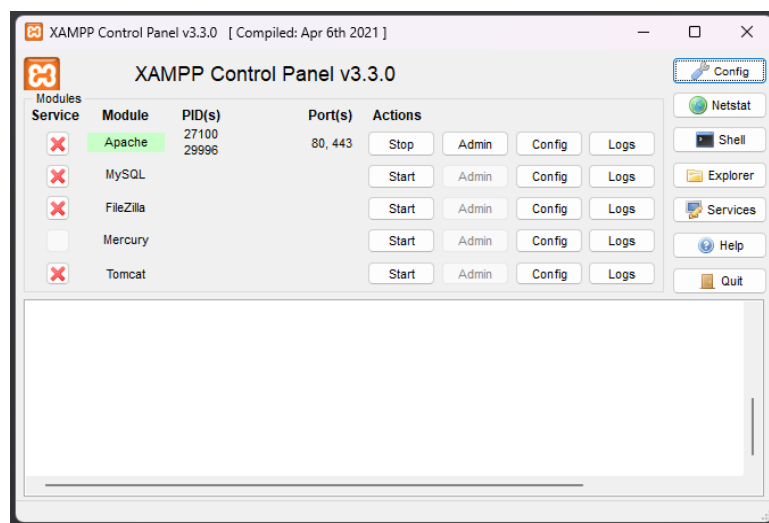 XAMPP Control Panel v3.3.0 [ Compiled: Apr 6th 2021 ]
XAMPP Control Panel v3.3.0
Config
Modules
Service Module PID(s) Port(s) Actions
Netstat
Apache 27100 29996 80, 443 Stop Admin Config Logs
Shell
MySQL Start Admin Config Logs
Explorer
FileZilla Start Admin Config Logs
Services
Mercury Start Admin Config Logs
Help
Tomcat Start Admin Config Logs
Quit